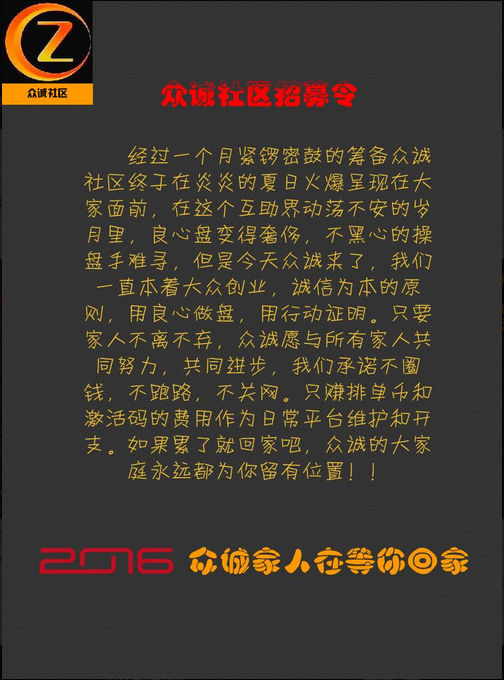 Z
众诚社区
众诚社区招募令
经过一个月紧锣密鼓的筹备众诚
社区终于在炎炎的夏日火爆呈现在大
家面前，在这个互助界动荡不安的岁
月里，良心盘变得奢侈，不黑心的操
盘手难寻，但是今天众诚来了，我们
一直本着大众创业，诚信为本的原
则，用良心做盘，用行动证明。只要
家人不离不弃，众诚愿与所有家人共
同努力，共同进步，我们承诺不圈
钱，不跑路，不关网。只赚排单币和
激活码的费用作为日常平台维护和开
支。如果累了就回家吧，众诚的大家
庭永远都为你留有位置！！
2016 众诚家人在等你回家